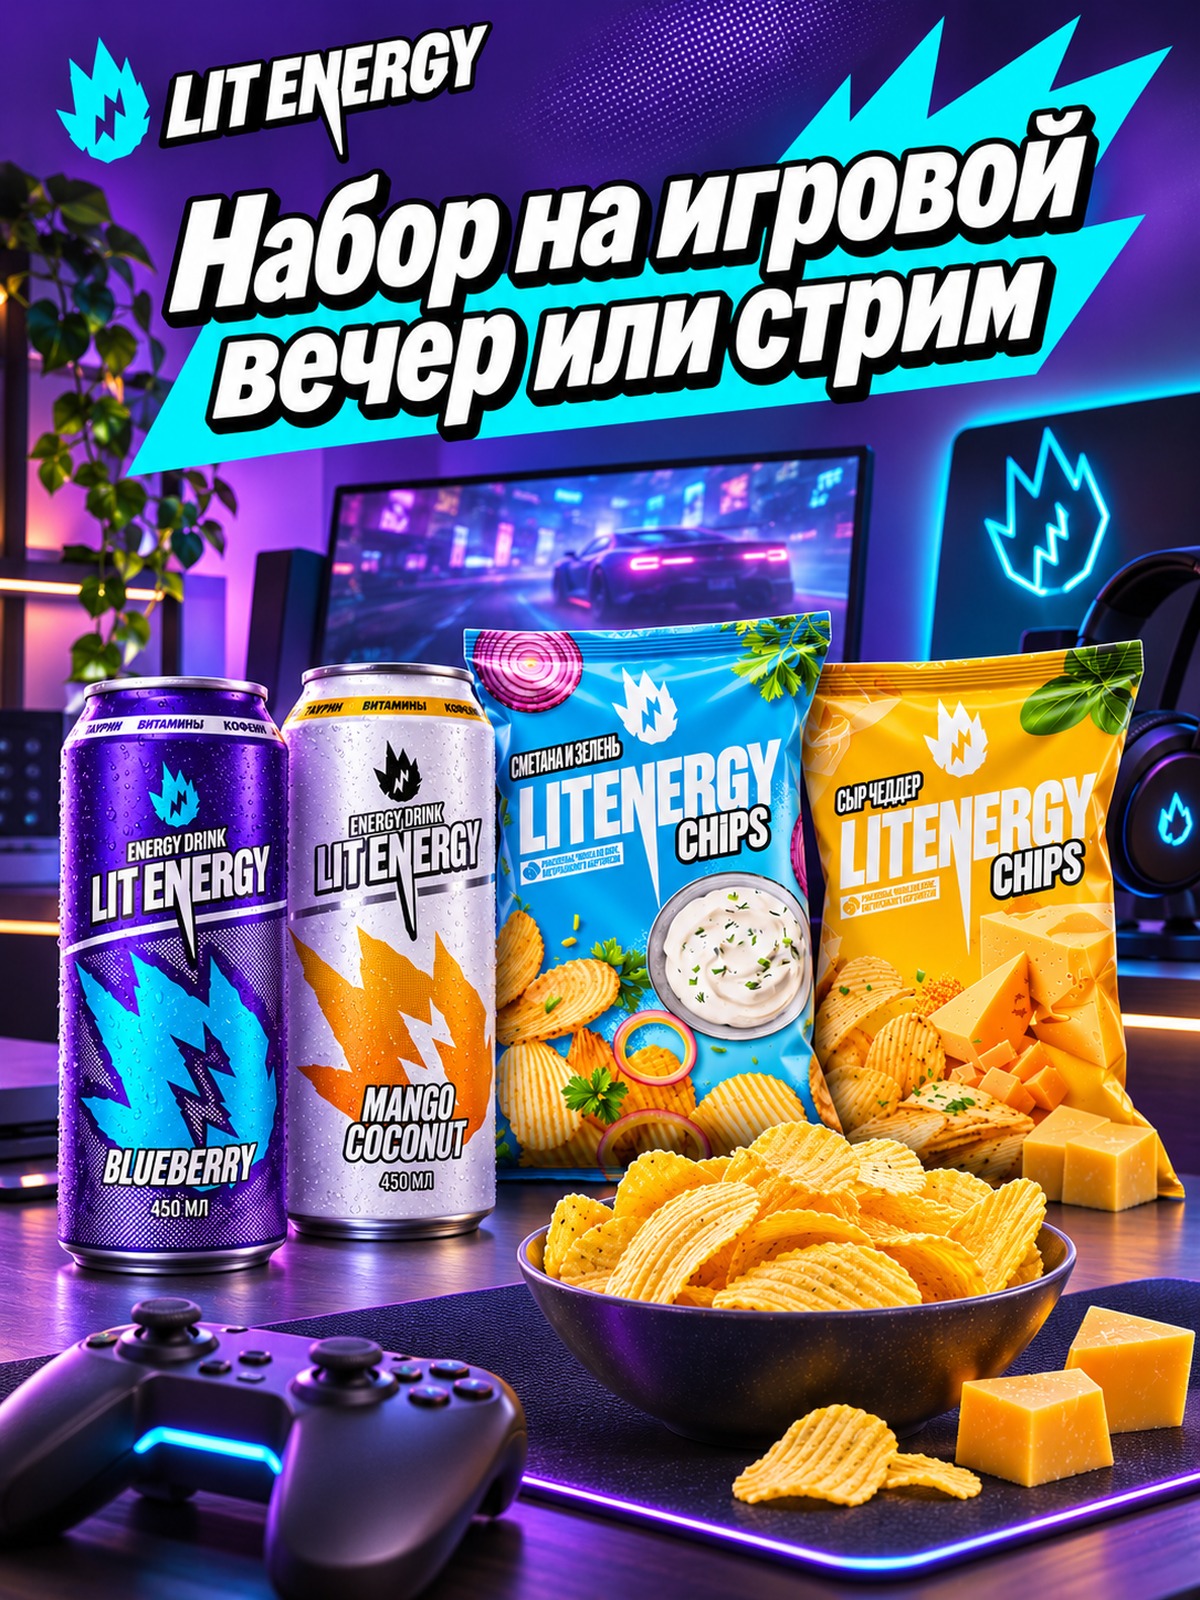 LIT ENERGY
Набор на игровой
вечер или стрим
ТАУРИН ВИТАМИНЫ КОФЕИН
ENERGY DRINK
LIT ENERGY
BLUEBERRY
450 МЛ
ТАУРИН ВИТАМИНЫ КОФЕИН
ENERGY DRINK
LIT ENERGY
MANGO
COCONUT
450 МЛ
СМЕТАНА И ЗЕЛЕНЬ
LITENERGY
CHIPS
СЫР ЧЕДДЕР
LITENERGY
CHIPS